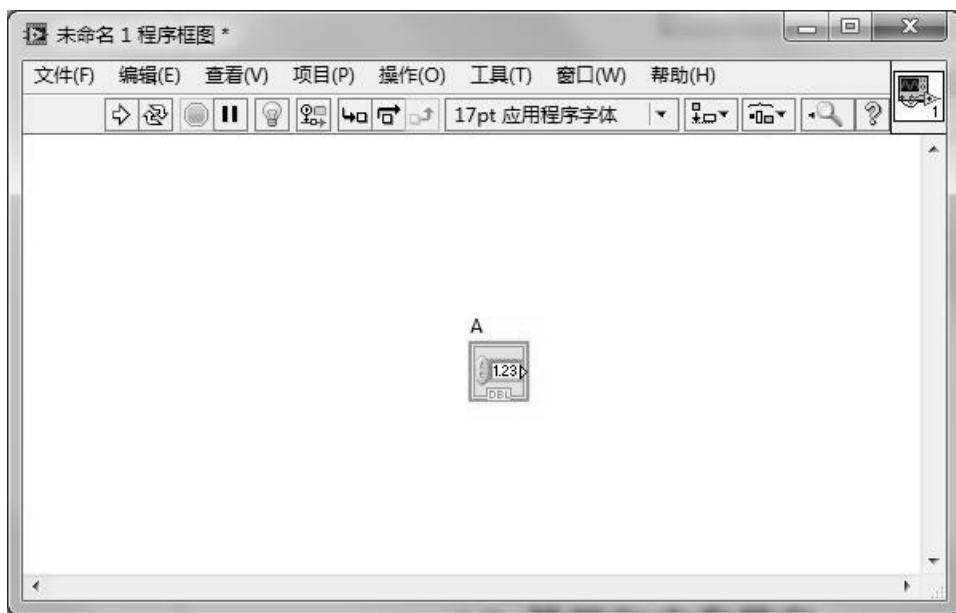 未命名 1 程序框图 *
文件(F) 编辑(E) 查看(V) 项目(P) 操作(O) 工具(T) 窗口(W) 帮助(H)
17pt 应用程序字体
1
A
1.23
DBL